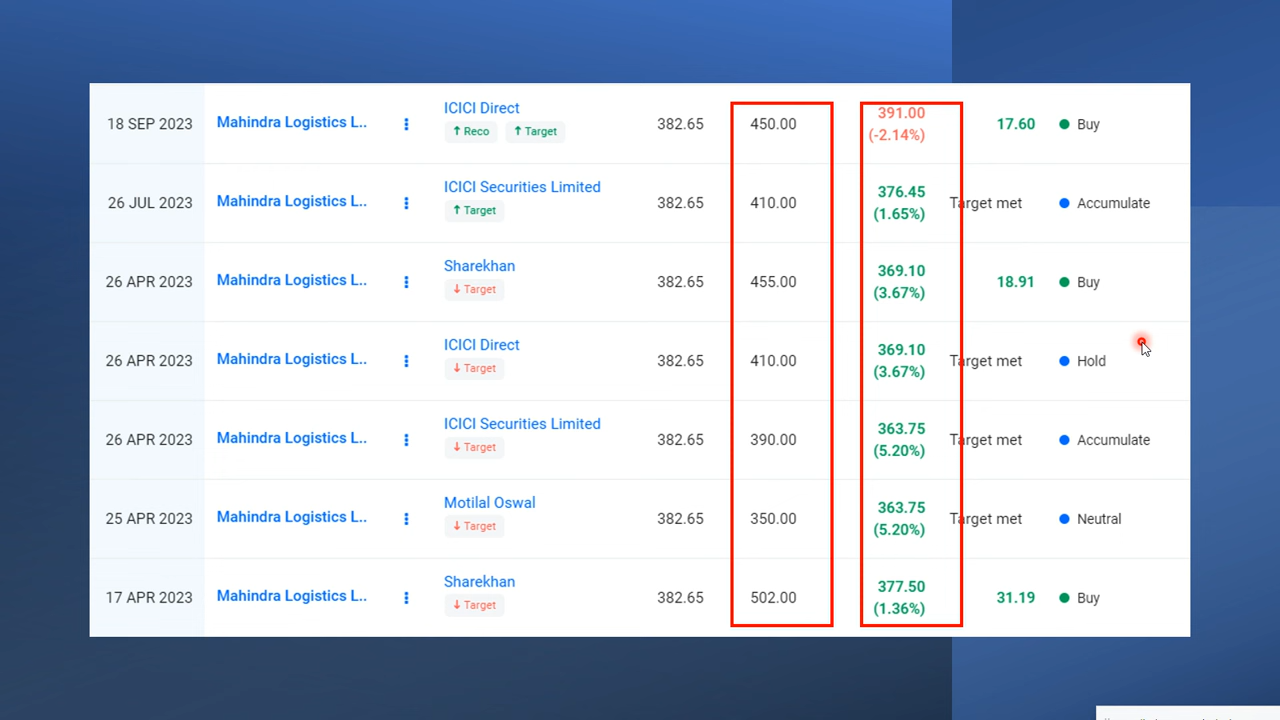 18 SEP 2023 Mahindra Logistics L.. ICICI Direct 382.65 450.00 391.00 17.60 Buy
↑ Reco ↑ Target (-2.14%)
26 JUL 2023 Mahindra Logistics L.. ICICI Securities Limited 382.65 410.00 376.45 Target met Accumulate
↑ Target (1.65%)
26 APR 2023 Mahindra Logistics L.. Sharekhan 382.65 455.00 369.10 18.91 Buy
↓ Target (3.67%)
26 APR 2023 Mahindra Logistics L.. ICICI Direct 382.65 410.00 369.10 Target met Hold
↓ Target (3.67%)
26 APR 2023 Mahindra Logistics L.. ICICI Securities Limited 382.65 390.00 363.75 Target met Accumulate
↓ Target (5.20%)
25 APR 2023 Mahindra Logistics L.. Motilal Oswal 382.65 350.00 363.75 Target met Neutral
↓ Target (5.20%)
17 APR 2023 Mahindra Logistics L.. Sharekhan 382.65 502.00 377.50 31.19 Buy
↓ Target (1.36%)